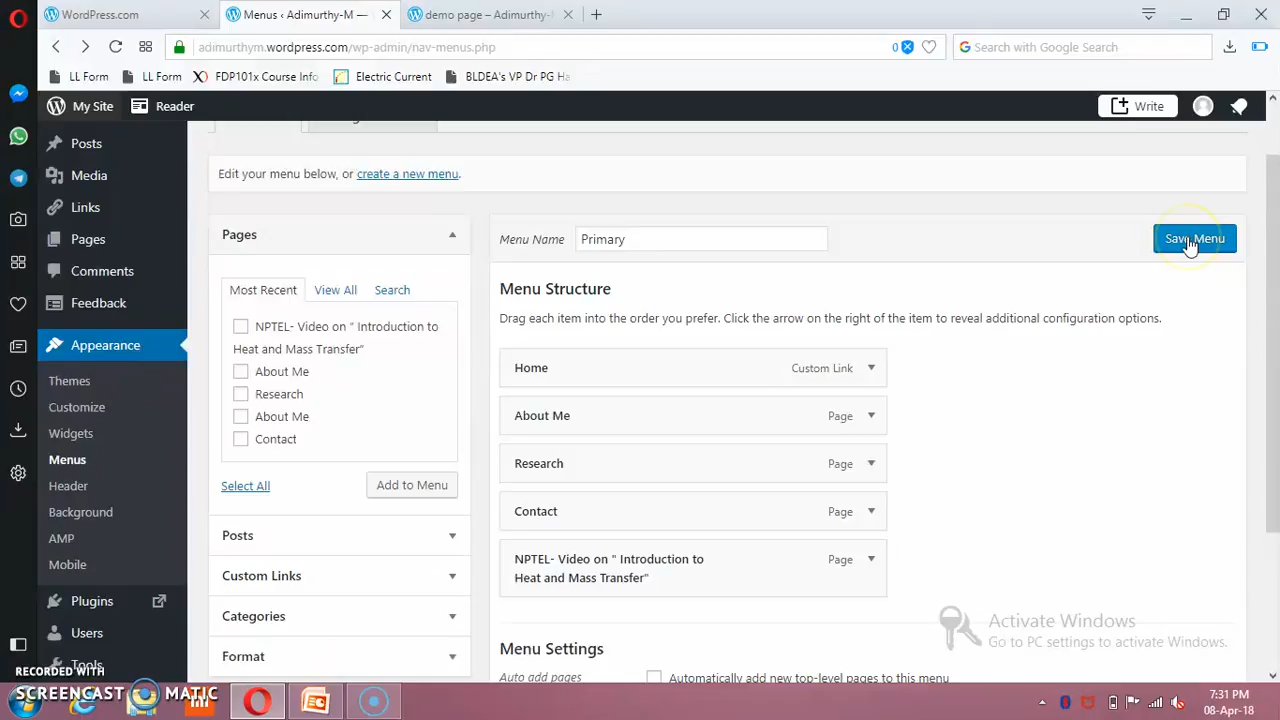 WordPress.com
Menus ‹ Adimurthy-M —
demo page – Adimurthy-
adimurthym.wordpress.com/wp-admin/nav-menus.php
0
Search with Google Search
LL Form
LL Form
FDP101x Course Info
Electric Current
BLDEA's VP Dr PG Ha
My Site
Reader
Write
Posts
Media
Links
Pages
Comments
Feedback
Appearance
Themes
Customize
Widgets
Menus
Header
Background
AMP
Mobile
Plugins
Users
Tools
Edit your menu below, or create a new menu.
Pages
Most Recent
View All
Search
NPTEL- Video on " Introduction to
Heat and Mass Transfer"
About Me
Research
About Me
Contact
Select All
Add to Menu
Posts
Custom Links
Categories
Format
Menu Name
Primary
Save Menu
Menu Structure
Drag each item into the order you prefer. Click the arrow on the right of the item to reveal additional configuration options.
Home
Custom Link
About Me
Page
Research
Page
Contact
Page
NPTEL- Video on " Introduction to
Page
Heat and Mass Transfer"
Menu Settings
Auto add pages
Automatically add new top-level pages to this menu
Activate Windows
Go to PC settings to activate Windows.
RECORDED WITH
SCREENCAST MATIC
7:31 PM
08-Apr-18